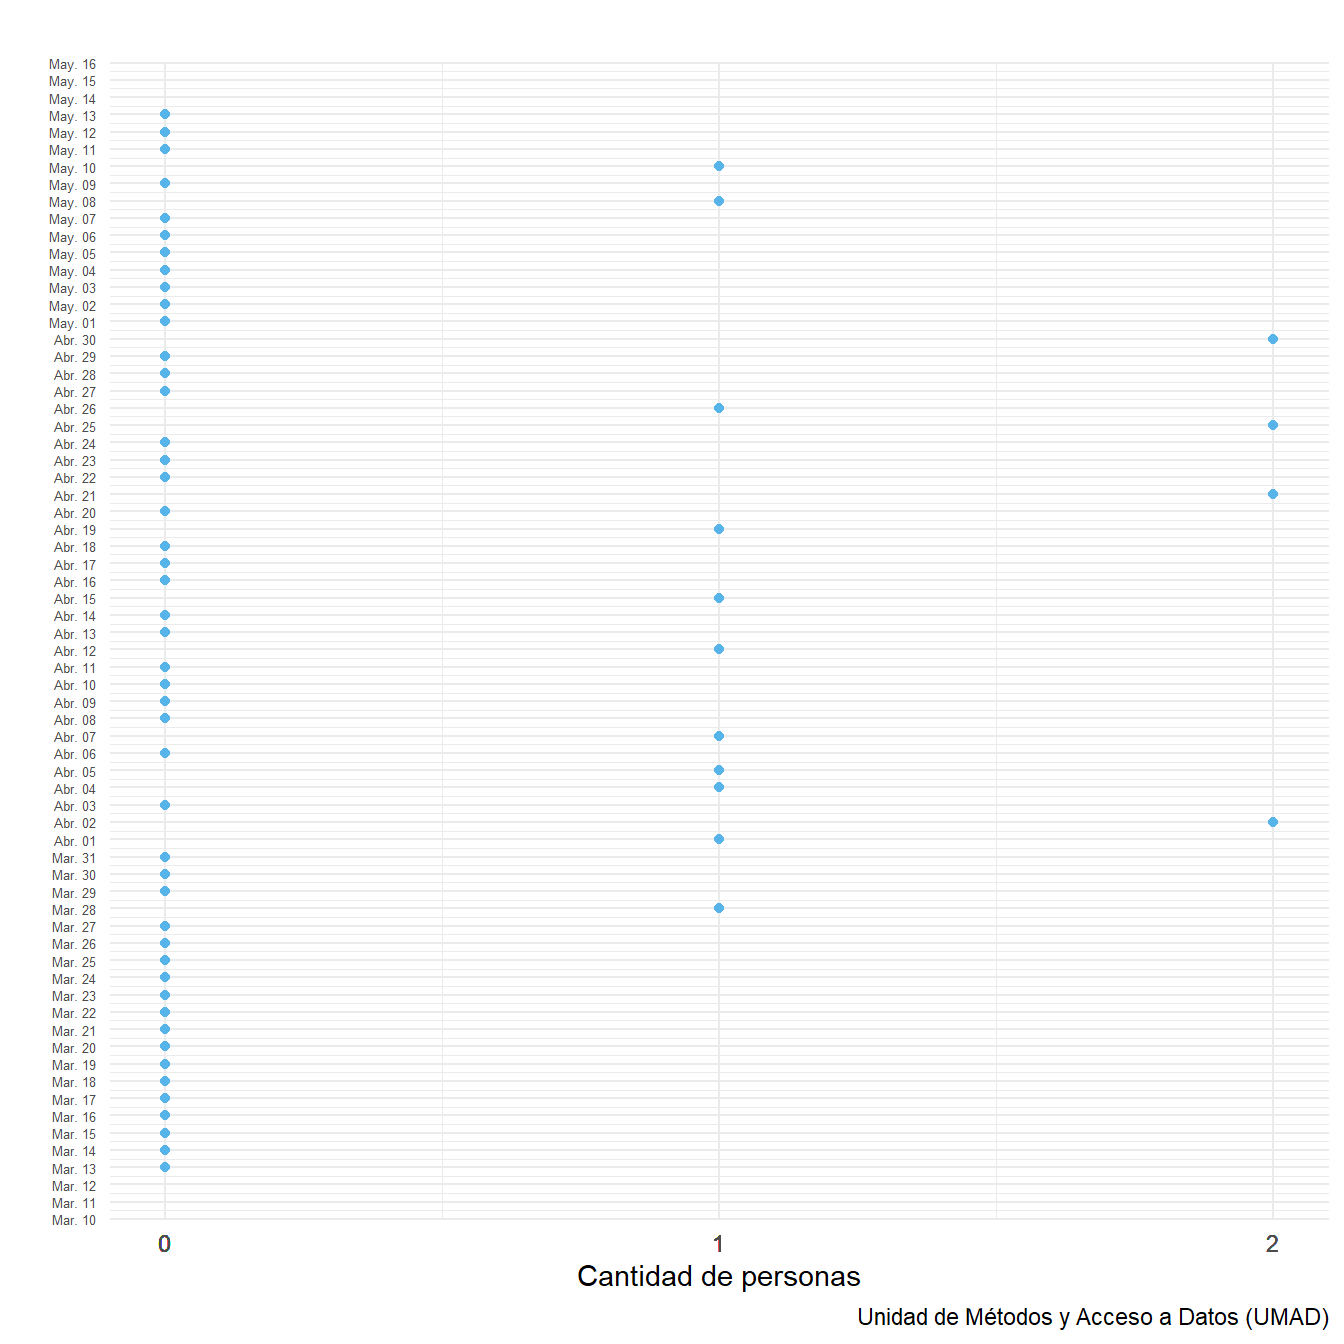 May. 16
May. 15
May. 14
May. 13
May. 12
May. 11
May. 10
May. 09
May. 08
May. 07
May. 06
May. 05
May. 04
May. 03
May. 02
May. 01
Abr. 30
Abr. 29
Abr. 28
Abr. 27
Abr. 26
Abr. 25
Abr. 24
Abr. 23
Abr. 22
Abr. 21
Abr. 20
Abr. 19
Abr. 18
Abr. 17
Abr. 16
Abr. 15
Abr. 14
Abr. 13
Abr. 12
Abr. 11
Abr. 10
Abr. 09
Abr. 08
Abr. 07
Abr. 06
Abr. 05
Abr. 04
Abr. 03
Abr. 02
Abr. 01
Mar. 31
Mar. 30
Mar. 29
Mar. 28
Mar. 27
Mar. 26
Mar. 25
Mar. 24
Mar. 23
Mar. 22
Mar. 21
Mar. 20
Mar. 19
Mar. 18
Mar. 17
Mar. 16
Mar. 15
Mar. 14
Mar. 13
Mar. 12
Mar. 11
Mar. 10
0 1 2
Cantidad de personas
Unidad de Métodos y Acceso a Datos (UMAD)